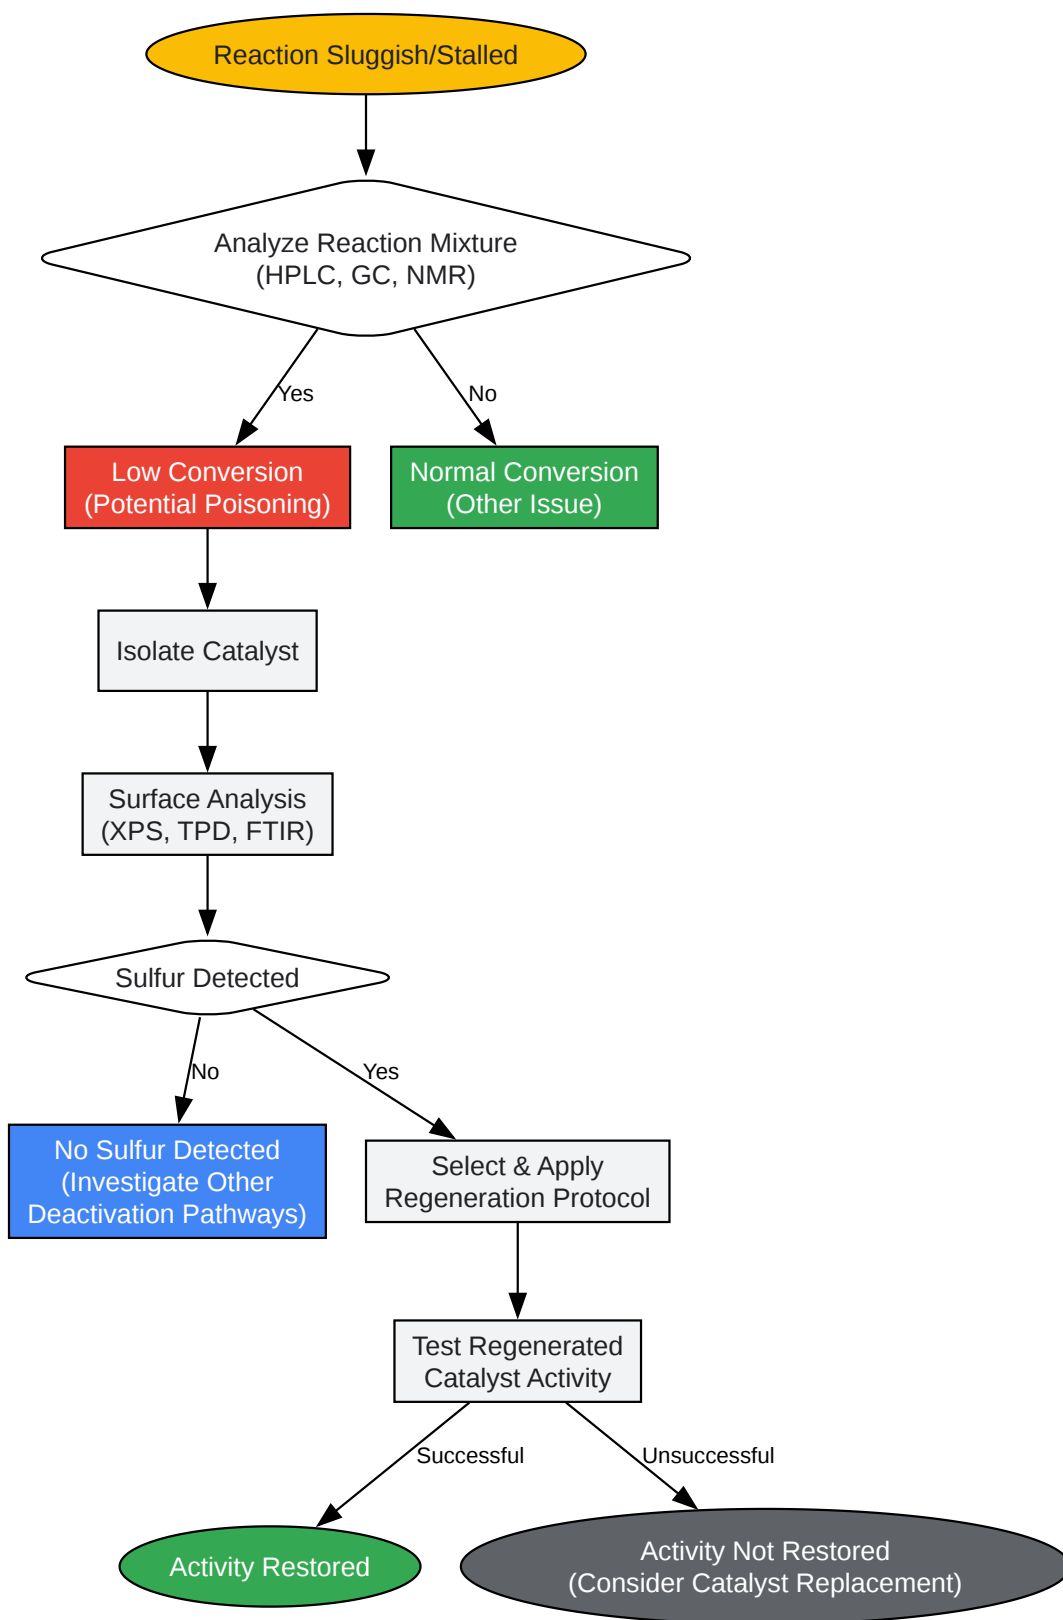 Reaction Sluggish/Stalled
Analyze Reaction Mixture
(HPLC, GC, NMR)
Yes
No
Low Conversion
(Potential Poisoning)
Normal Conversion
(Other Issue)
Isolate Catalyst
Surface Analysis
(XPS, TPD, FTIR)
Sulfur Detected
No
Yes
No Sulfur Detected
(Investigate Other
Deactivation Pathways)
Select & Apply
Regeneration Protocol
Test Regenerated
Catalyst Activity
Successful
Unsuccessful
Activity Restored
Activity Not Restored
(Consider Catalyst Replacement)